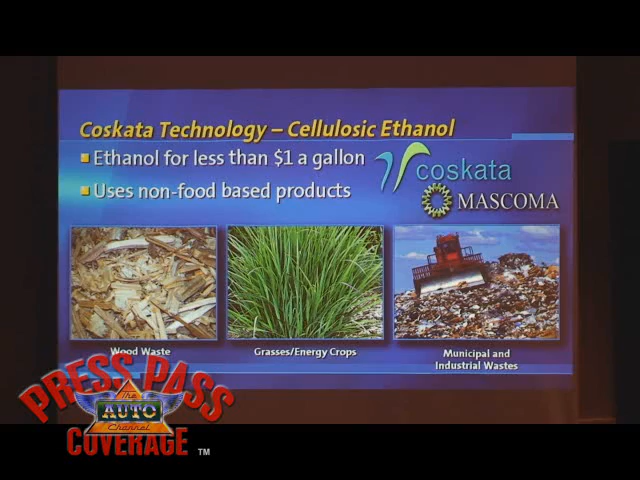 Coskata Technology – Cellulosic Ethanol
Ethanol for less than $1 a gallon
Uses non-food based products
coskata
MASCOMA
Wood Waste
Grasses/Energy Crops
Municipal and
Industrial Wastes
PRESS PASS
The
AUTO
Channel
COVERAGE TM